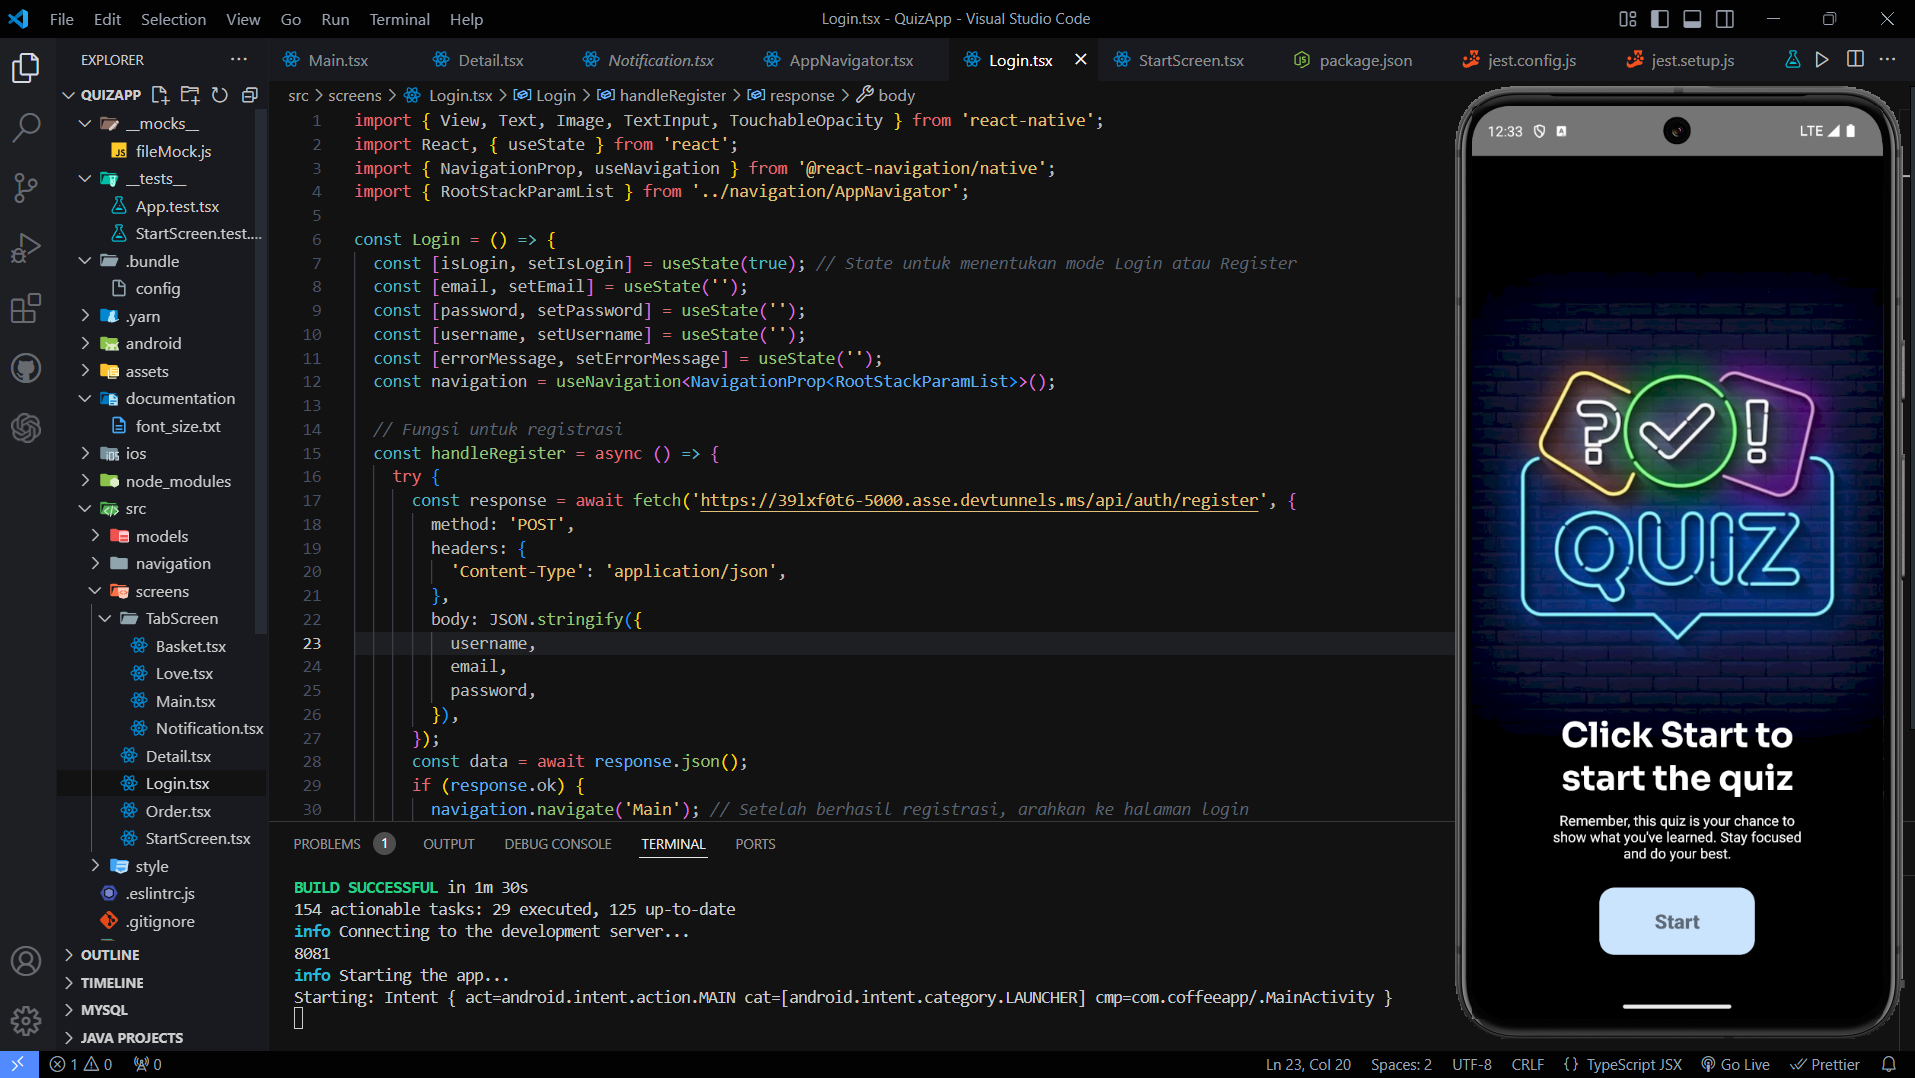 File Edit Selection View Go Run Terminal Help
Login.tsx - QuizApp - Visual Studio Code
EXPLORER
QUIZAPP
__mocks__
JS fileMock.js
__tests__
App.test.tsx
StartScreen.test....
.bundle
config
.yarn
android
assets
documentation
font_size.txt
ios
node_modules
src
models
navigation
screens
TabScreen
Basket.tsx
Love.tsx
Main.tsx
Notification.tsx
Detail.tsx
Login.tsx
Order.tsx
StartScreen.tsx
style
.eslintrc.js
.gitignore
OUTLINE
TIMELINE
MYSQL
JAVA PROJECTS
Main.tsx Detail.tsx Notification.tsx AppNavigator.tsx Login.tsx StartScreen.tsx package.json jest.config.js jest.setup.js
src > screens > Login.tsx > Login > handleRegister > response > body
1 import { View, Text, Image, TextInput, TouchableOpacity } from 'react-native';
2 import React, { useState } from 'react';
3 import { NavigationProp, useNavigation } from '@react-navigation/native';
4 import { RootStackParamList } from '../navigation/AppNavigator';
5
6 const Login = () => {
7 const [isLogin, setIsLogin] = useState(true); // State untuk menentukan mode Login atau Register
8 const [email, setEmail] = useState('');
9 const [password, setPassword] = useState('');
10 const [username, setUsername] = useState('');
11 const [errorMessage, setErrorMessage] = useState('');
12 const navigation = useNavigation<NavigationProp<RootStackParamList>>();
13
14 // Fungsi untuk registrasi
15 const handleRegister = async () => {
16 try {
17 const response = await fetch('https://39lxf0t6-5000.asse.devtunnels.ms/api/auth/register', {
18 method: 'POST',
19 headers: {
20 'Content-Type': 'application/json',
21 },
22 body: JSON.stringify({
23 username,
24 email,
25 password,
26 }),
27 });
28 const data = await response.json();
29 if (response.ok) {
30 navigation.navigate('Main'); // Setelah berhasil registrasi, arahkan ke halaman login
PROBLEMS 1 OUTPUT DEBUG CONSOLE TERMINAL PORTS
BUILD SUCCESSFUL in 1m 30s
154 actionable tasks: 29 executed, 125 up-to-date
info Connecting to the development server...
8081
info Starting the app...
Starting: Intent { act=android.intent.action.MAIN cat=[android.intent.category.LAUNCHER] cmp=com.coffeeapp/.MainActivity }
12:33 LTE
? !
QUIZ
Click Start to
start the quiz
Remember, this quiz is your chance to
show what you've learned. Stay focused
and do your best.
Start
1 0 0 Ln 23, Col 20 Spaces: 2 UTF-8 CRLF {} TypeScript JSX Go Live Prettier